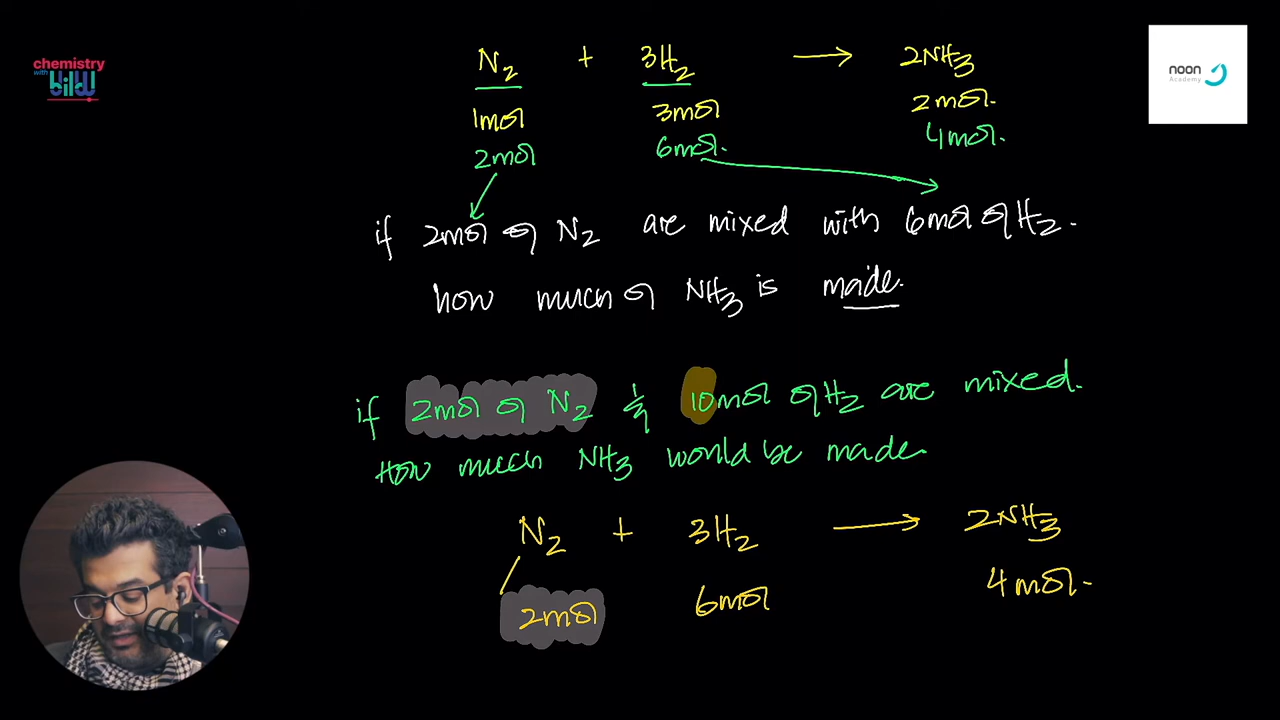 chemistry
with
bildu
noon
Academy
N₂ + 3H₂ → 2NH₃
1mol 3mol 2mol.
2mol 6mol. 4mol.
if 2mol of N₂ are mixed with 6mol of H₂.
how much of NH₃ is made.
if 2mol of N₂ & 10mol of H₂ are mixed.
How much NH₃ would be made.
N₂ + 3H₂ → 2NH₃
2mol 6mol 4mol.